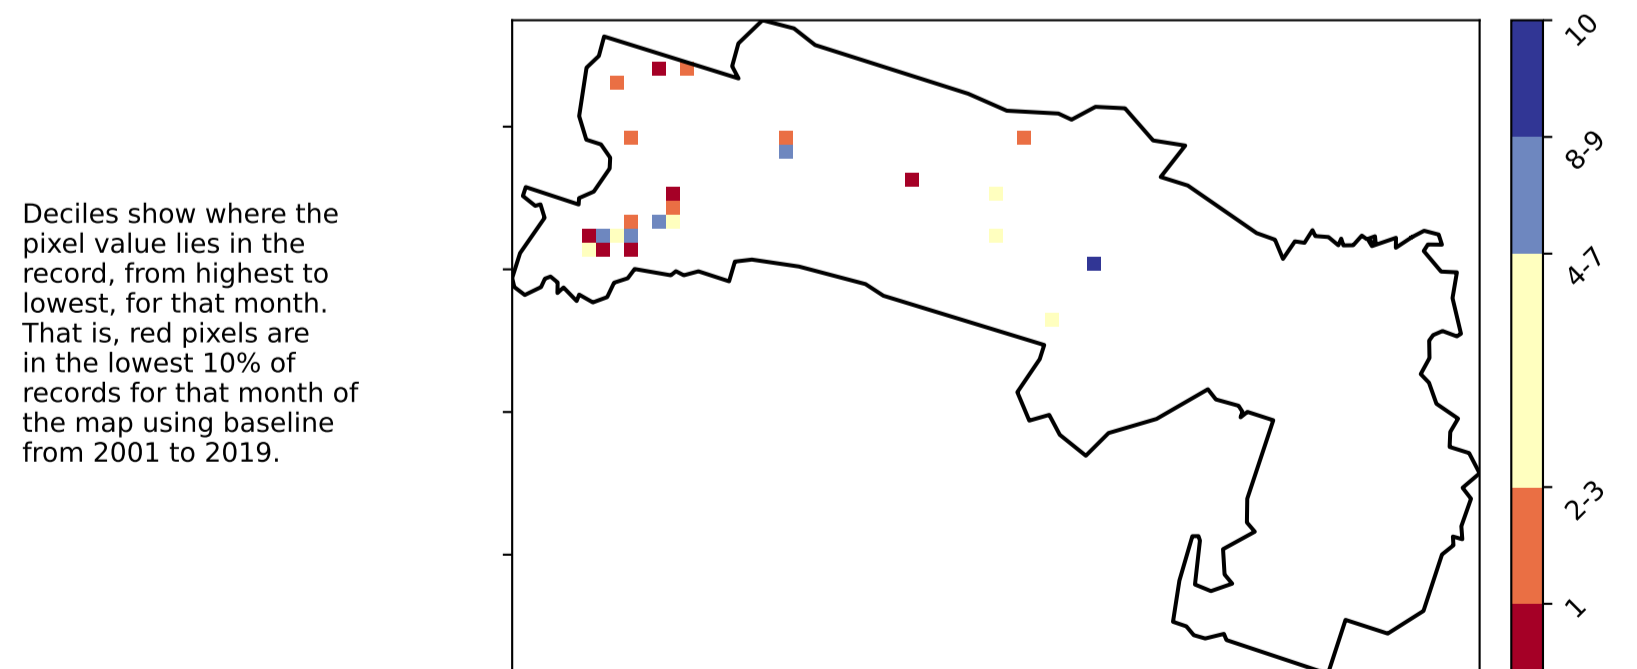 Deciles show where the
pixel value lies in the
record, from highest to
lowest, for that month.
That is, red pixels are
in the lowest 10% of
records for that month of
the map using baseline
from 2001 to 2019.
10
8-9
4-7
2-3
1